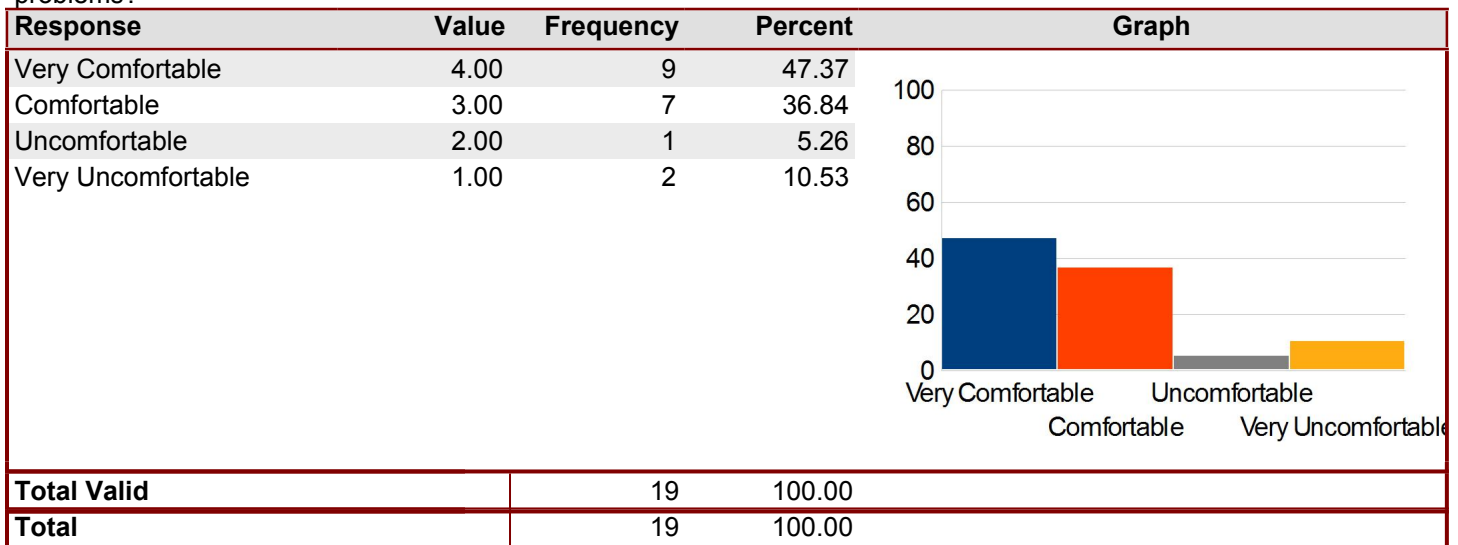 problems?
Response Value Frequency Percent Graph
Very Comfortable 4.00 9 47.37
Comfortable 3.00 7 36.84
Uncomfortable 2.00 1 5.26
Very Uncomfortable 1.00 2 10.53
100
80
60
40
20
0
Very Comfortable Uncomfortable
Comfortable Very Uncomfortable
Total Valid 19 100.00
Total 19 100.00